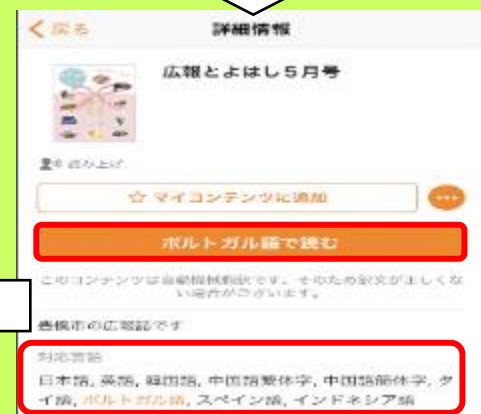 戻る
詳細情報
広報とよはし5月号
読み上げ
☆ マイコンテンツに追加
ポルトガル語で読む
このコンテンツは自動機械翻訳です。そのため訳文が正しくな
い場合がございます。
豊橋市の広報誌です
対応言語
日本語, 英語, 韓国語, 中国語繁体字, 中国語簡体字, タ
イ語, ポルトガル語, スペイン語, インドネシア語